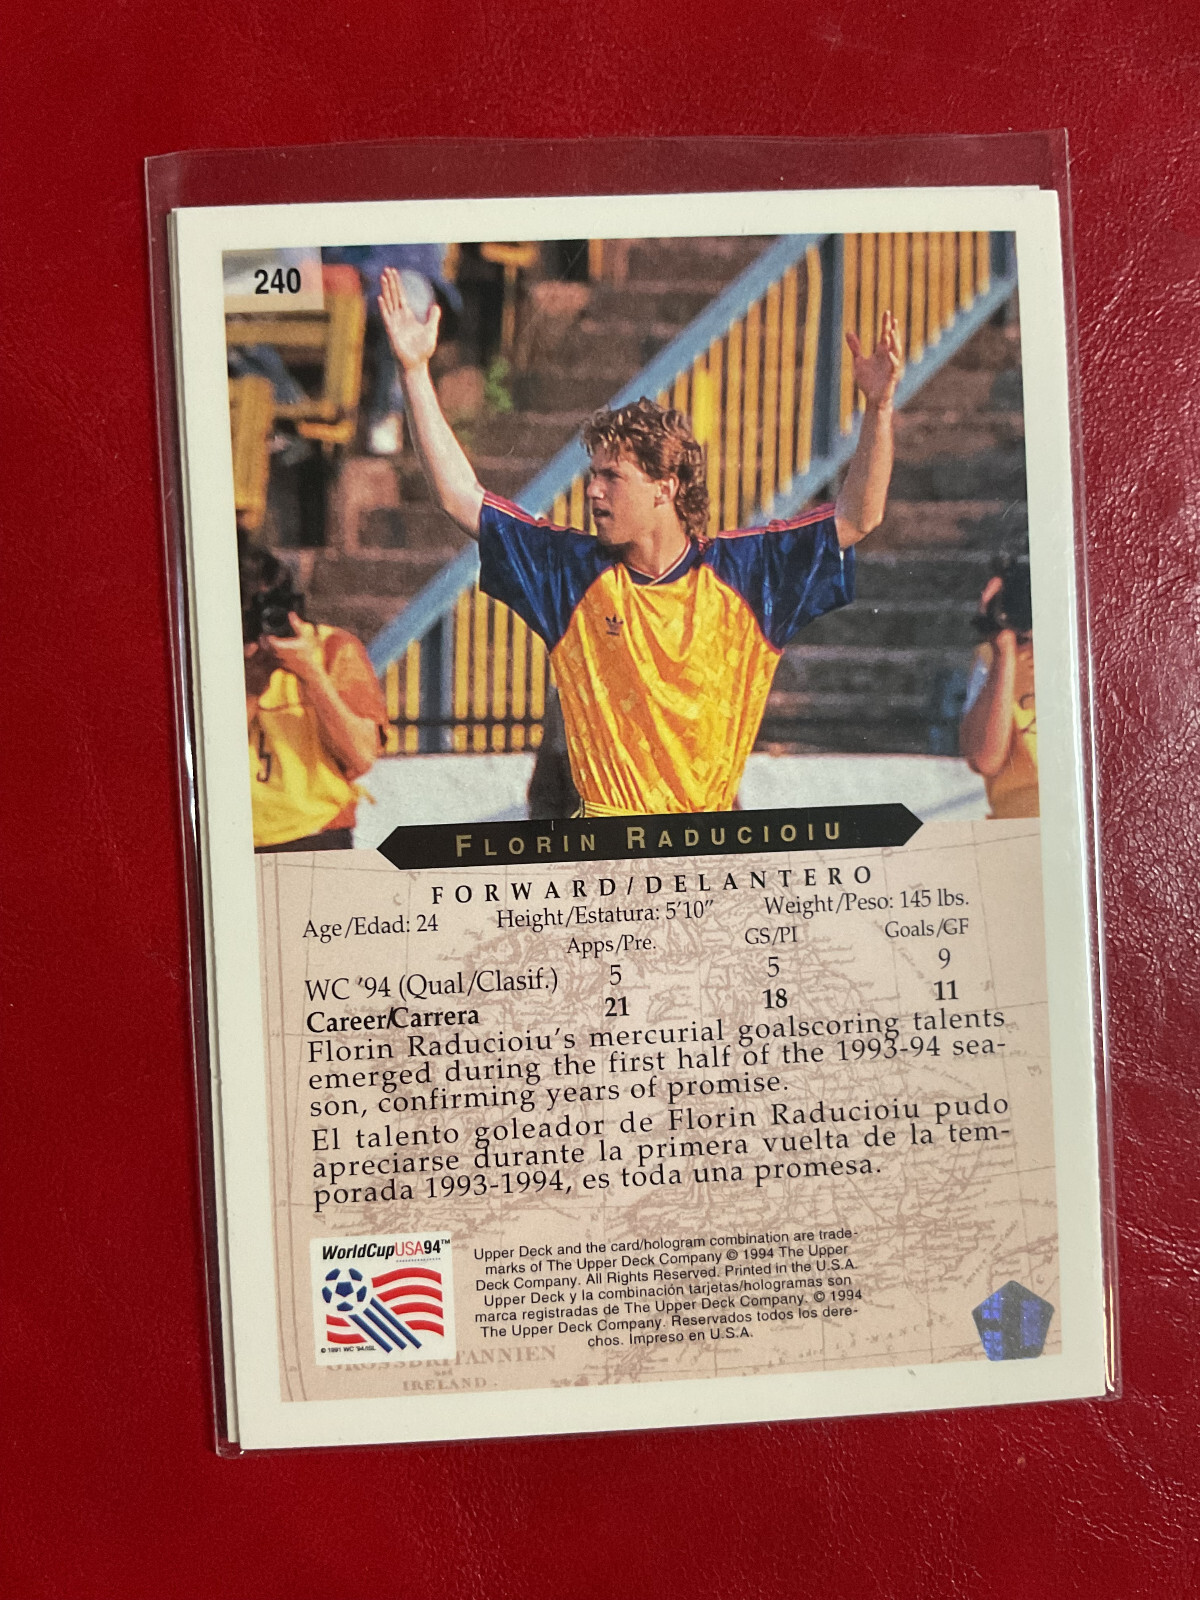 240
FLORIN RADUCIOIU
FORWARD/DELANTERO
Age/Edad: 24 Height/Estatura: 5'10" Weight/Peso: 145 lbs.
Apps/Pre. GS/PI Goals/GF
WC '94 (Qual/Clasif.) 5 5 9
Career/Carrera 21 18 11
Florin Raducioiu's mercurial goalscoring talents
emerged during the first half of the 1993-94 sea-
son, confirming years of promise.
El talento goleador de Florin Raducioiu pudo
apreciarse durante la primera vuelta de la tem-
porada 1993-1994, es toda una promesa.
WorldCupUSA94™
© 1991 WC '94/ISL
Upper Deck and the card/hologram combination are trade-
marks of The Upper Deck Company © 1994 The Upper
Deck Company. All Rights Reserved. Printed in the U.S.A.
Upper Deck y la combinación tarjetas/hologramas son
marca registradas de The Upper Deck Company. © 1994
The Upper Deck Company. Reservados todos los dere-
chos. Impreso en U.S.A.
GROSSBRITANNIEN
und
IRELAND